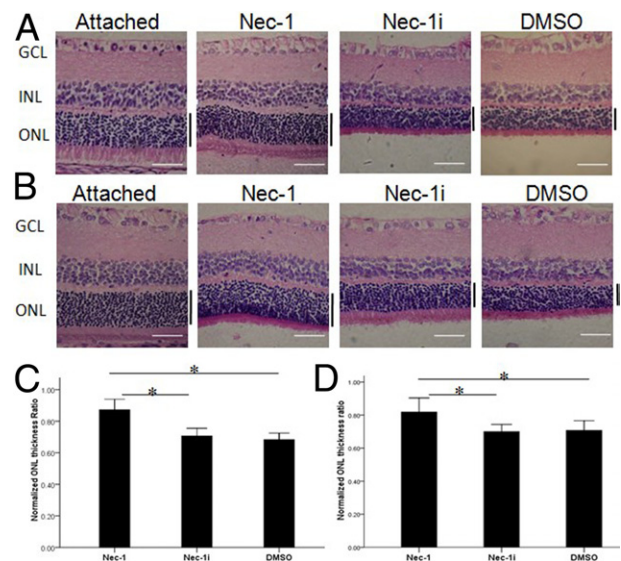 A
Attached Nec-1 Nec-1i DMSO
GCL
INL
ONL
B
Attached Nec-1 Nec-1i DMSO
GCL
INL
ONL
C
Normalized ONL thickness Ratio
1.00
0.80
0.60
0.40
0.20
0.00
* *
Nec-1 Nec-1i DMSO
D
Normalized ONL thickness ratio
1.00
0.80
0.60
0.40
0.20
0.00
* *
Nec-1 Nec-1i DMSO